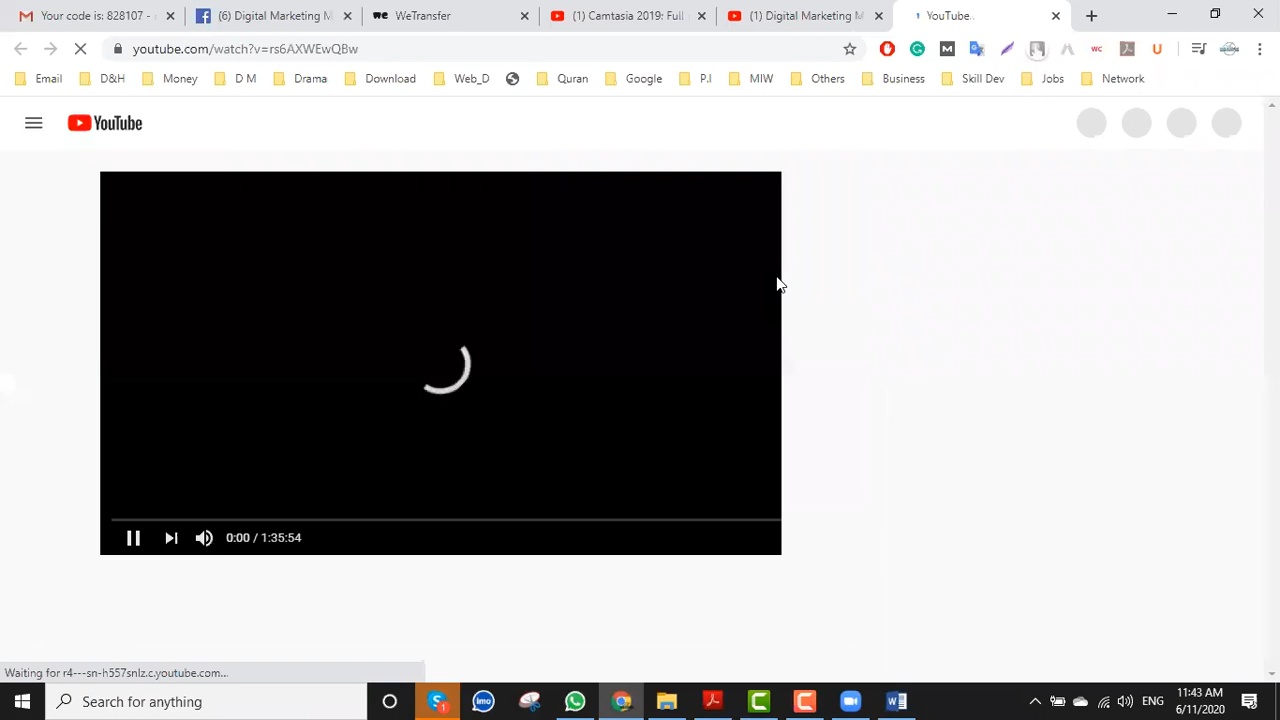 Your code is: 828107 -
(6) Digital Marketing M
WeTransfer
(1) Camtasia 2019: Full
(1) Digital Marketing M
YouTube
youtube.com/watch?v=rs6AXWEwQBw
Email
D&H
Money
D M
Drama
Download
Web_D
Quran
Google
P.I
MIW
Others
Business
Skill Dev
Jobs
Network
YouTube
0:00 / 1:35:54
Waiting for r4---sn-h557snlz.c.youtube.com...
Search for anything
ENG
11:43 AM
6/11/2020